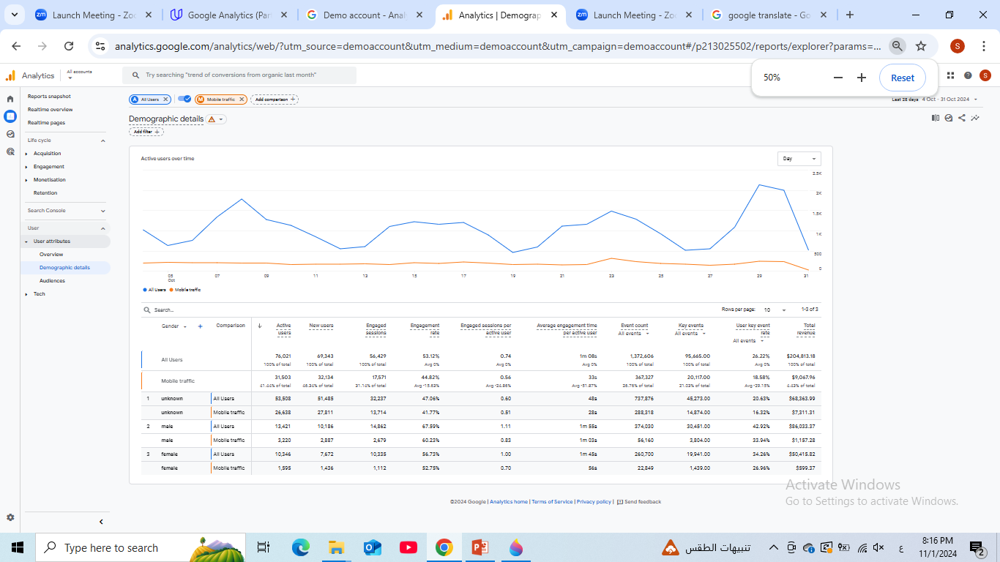 Launch Meeting - Zoo
Google Analytics (Par
Demo account - Anal
Analytics | Demograp
Launch Meeting - Zoo
google translate - Go
analytics.google.com/analytics/web/?utm_source=demoaccount&utm_medium=demoaccount&utm_campaign=demoaccount#/p213025502/reports/explorer?params=...
S
50%
Reset
Analytics
All accounts
Try searching "trend of conversions from organic last month"
S
Reports snapshot
Realtime overview
Realtime pages
Life cycle
Acquisition
Engagement
Monetisation
Retention
Search Console
User
User attributes
Overview
Demographic details
Audiences
Tech
A All Users
M Mobile traffic
Add comparison +
Last 28 days 4 Oct - 31 Oct 2024
Demographic details
Add filter +
Active users over time
Day
2.5K
2K
1.5K
1K
500
0
05 Oct 07 09 11 13 15 17 19 21 23 25 27 29 31
All Users Mobile traffic
Search...
Rows per page: 10 1-3 of 3
Gender + Comparison Active users New users Engaged sessions Engagement rate Engaged sessions per active user Average engagement time per active user Event count All events Key events All events User key event rate All events Total revenue
All Users 76,021 69,343 56,429 53.12% 0.74 1m 08s 1,372,606 95,665.00 26.22% $204,813.18
100% of total 100% of total 100% of total Avg 0% Avg 0% Avg 0% 100% of total 100% of total Avg 0% 100% of total
Mobile traffic 31,503 32,134 17,571 44.82% 0.56 33s 367,327 20,117.00 18.58% $9,067.96
41.44% of total 46.34% of total 31.14% of total Avg -15.63% Avg -24.86% Avg -51.87% 26.76% of total 21.03% of total Avg -29.15% 4.43% of total
1 unknown All Users 53,508 51,485 32,237 47.06% 0.60 48s 737,876 45,273.00 20.63% $68,363.99
unknown Mobile traffic 26,638 27,811 13,714 41.77% 0.51 28s 288,318 14,874.00 16.32% $7,311.31
2 male All Users 13,421 10,186 14,862 67.59% 1.11 1m 55s 374,030 30,451.00 42.92% $86,033.37
male Mobile traffic 3,220 2,887 2,679 60.23% 0.83 1m 03s 56,160 3,804.00 33.94% $1,157.28
3 female All Users 10,346 7,672 10,335 56.73% 1.00 1m 45s 260,700 19,941.00 34.26% $50,415.82
female Mobile traffic 1,595 1,436 1,112 52.75% 0.70 56s 22,849 1,439.00 26.96% $599.37
©2024 Google | Analytics home | Terms of Service | Privacy policy | Send feedback
Activate Windows
Go to Settings to activate Windows.
Type here to search
تنبيهات الطقس
ع
8:16 PM
11/1/2024
2